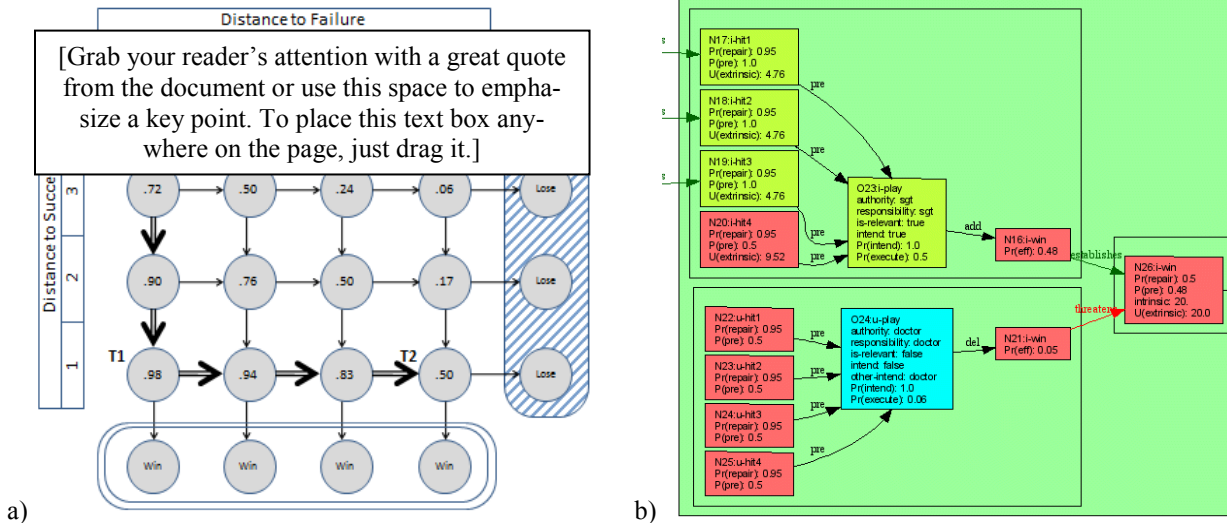 Distance to Failure
[Grab your reader's attention with a great quote
from the document or use this space to empha-
size a key point. To place this text box any-
where on the page, just drag it.]
Distance to Succe
3
.72
.50
.24
.06
Lose
2
.90
.76
.50
.17
Lose
1
T1
T2
.98
.94
.83
.50
Lose
Win
Win
Win
Win
a)
N17:i-hit1
Pr(repair): 0.95
P(pre): 1.0
U(extrinsic): 4.76
pre
N18:i-hit2
Pr(repair): 0.95
P(pre): 1.0
U(extrinsic): 4.76
pre
N19:i-hit3
Pr(repair): 0.95
P(pre): 1.0
U(extrinsic): 4.76
pre
N20:i-hit4
Pr(repair): 0.95
P(pre): 0.5
U(extrinsic): 9.52
pre
O23:i-play
authority: sgt
responsibility: sgt
is-relevant: true
intend: true
Pr(intend): 1.0
Pr(execute): 0.5
add
N16:i-win
Pr(eff): 0.48
establishes
N26:i-win
Pr(repair): 0.5
P(pre): 0.48
intrinsic: 20.
U(extrinsic): 20.0
threatens
N22:u-hit1
Pr(repair): 0.95
P(pre): 0.5
pre
N23:u-hit2
Pr(repair): 0.95
P(pre): 0.5
pre
N24:u-hit3
Pr(repair): 0.95
P(pre): 0.5
pre
N25:u-hit4
Pr(repair): 0.95
P(pre): 0.5
pre
O24:u-play
authority: doctor
responsibility: doctor
is-relevant: false
intend: false
other-intend: doctor
Pr(intend): 1.0
Pr(execute): 0.06
del
N21:i-win
Pr(eff): 0.05
b)